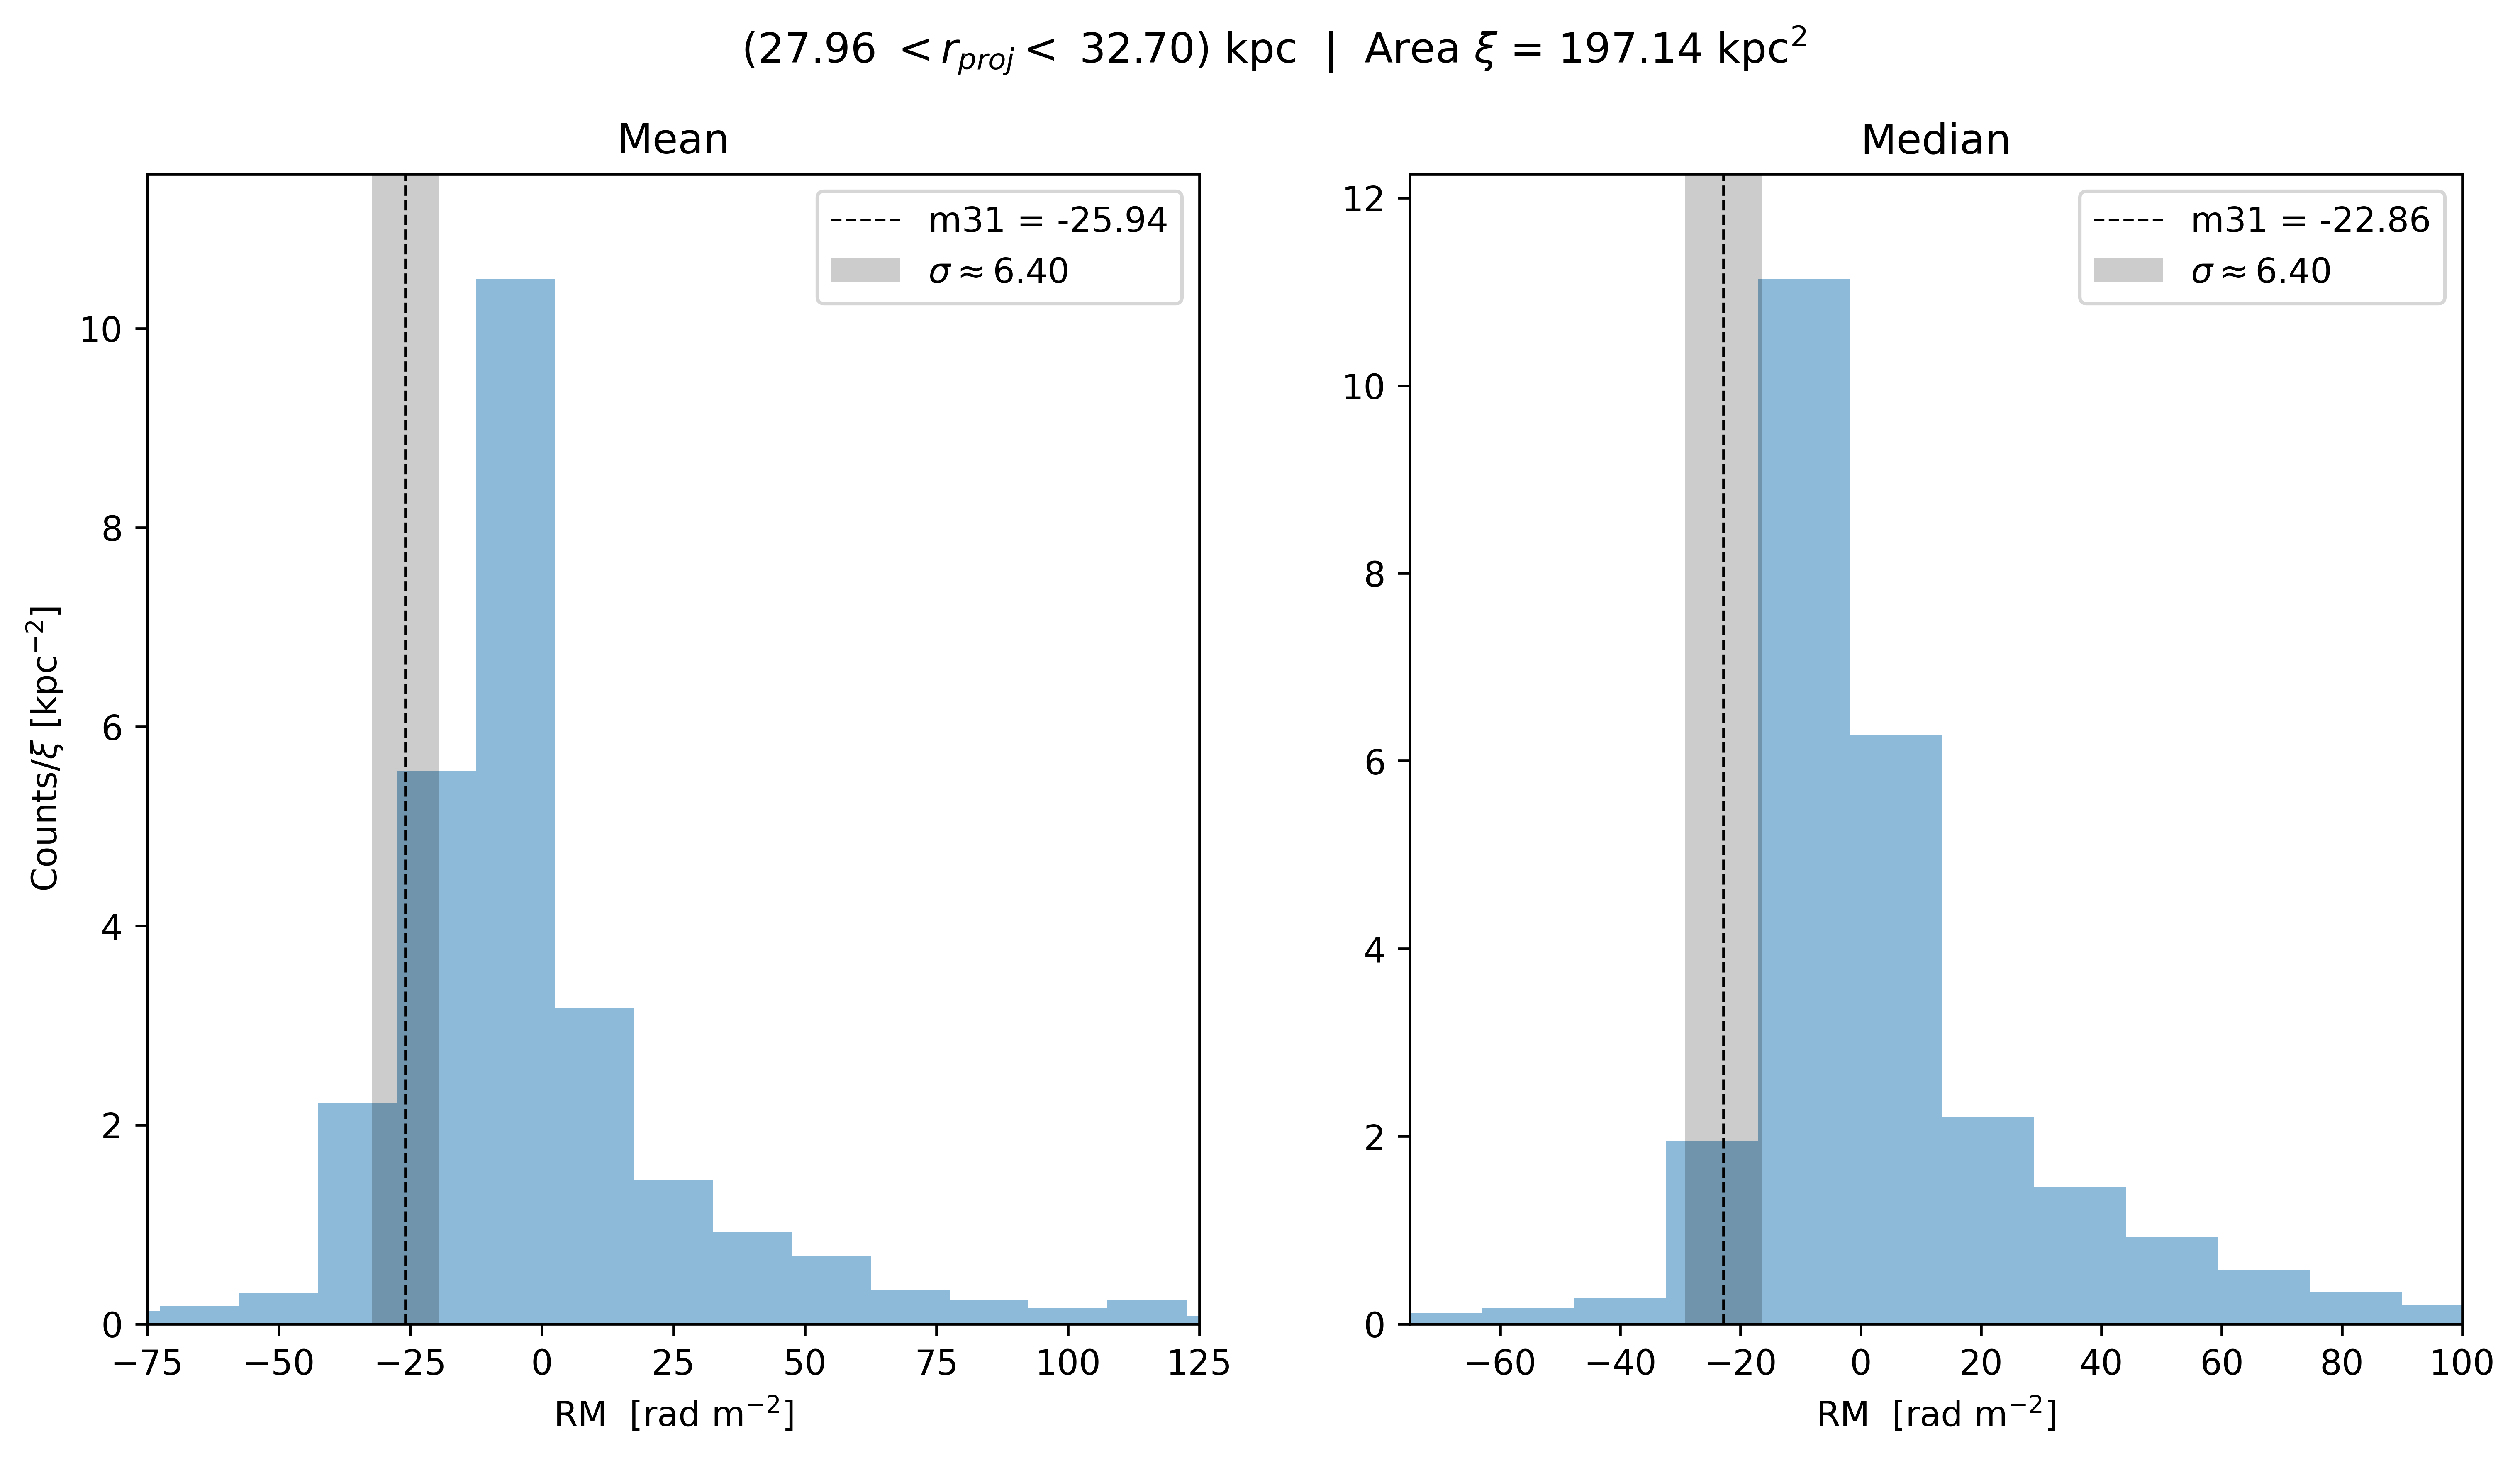 (27.96 < r_proj < 32.70) kpc | Area ξ = 197.14 kpc²
Mean
m31 = -25.94
σ ≈ 6.40
10
8
6
4
2
0
Counts/ξ [kpc⁻²]
−75 −50 −25 0 25 50 75 100 125
RM [rad m⁻²]
Median
m31 = -22.86
σ ≈ 6.40
12
10
8
6
4
2
0
−60 −40 −20 0 20 40 60 80 100
RM [rad m⁻²]